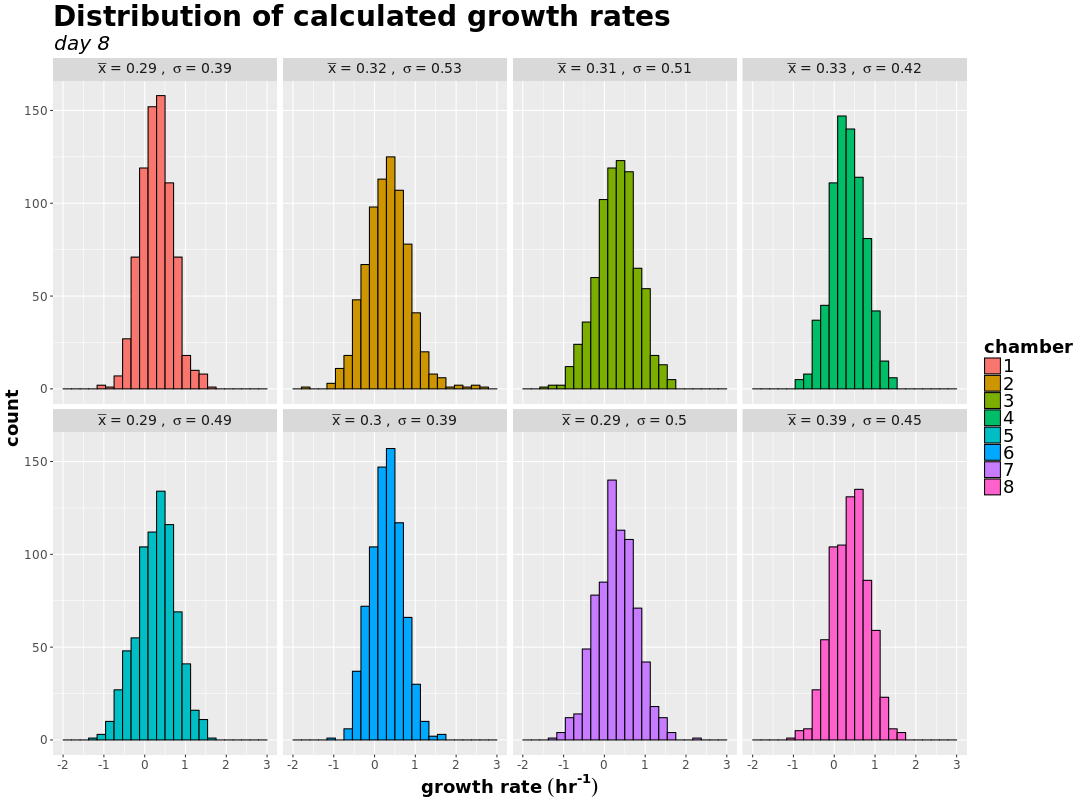 Distribution of calculated growth rates
day 8
x̅ = 0.29 , σ = 0.39
x̅ = 0.32 , σ = 0.53
x̅ = 0.31 , σ = 0.51
x̅ = 0.33 , σ = 0.42
150
100
50
0
x̅ = 0.29 , σ = 0.49
x̅ = 0.3 , σ = 0.39
x̅ = 0.29 , σ = 0.5
x̅ = 0.39 , σ = 0.45
150
100
50
0
-2 -1 0 1 2 3
-2 -1 0 1 2 3
-2 -1 0 1 2 3
-2 -1 0 1 2 3
count
growth rate (hr⁻¹)
chamber
1
2
3
4
5
6
7
8